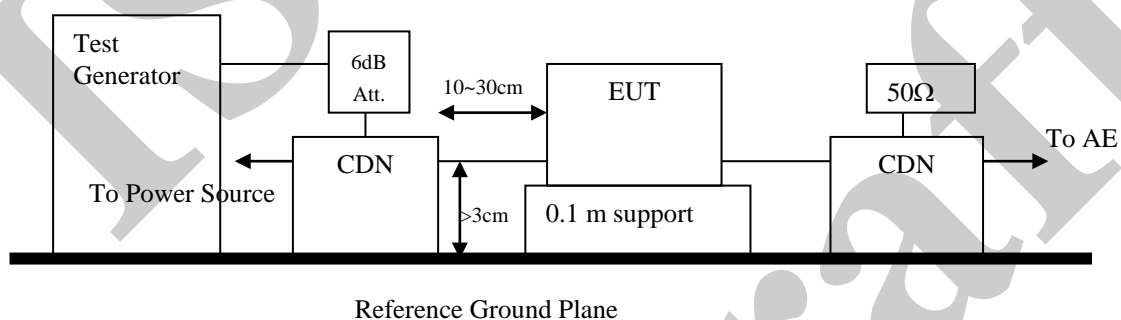 Test
Generator
6dB
Att.
10~30cm
EUT
50Ω
To AE
CDN
CDN
To Power Source
>3cm
0.1 m support
Reference Ground Plane